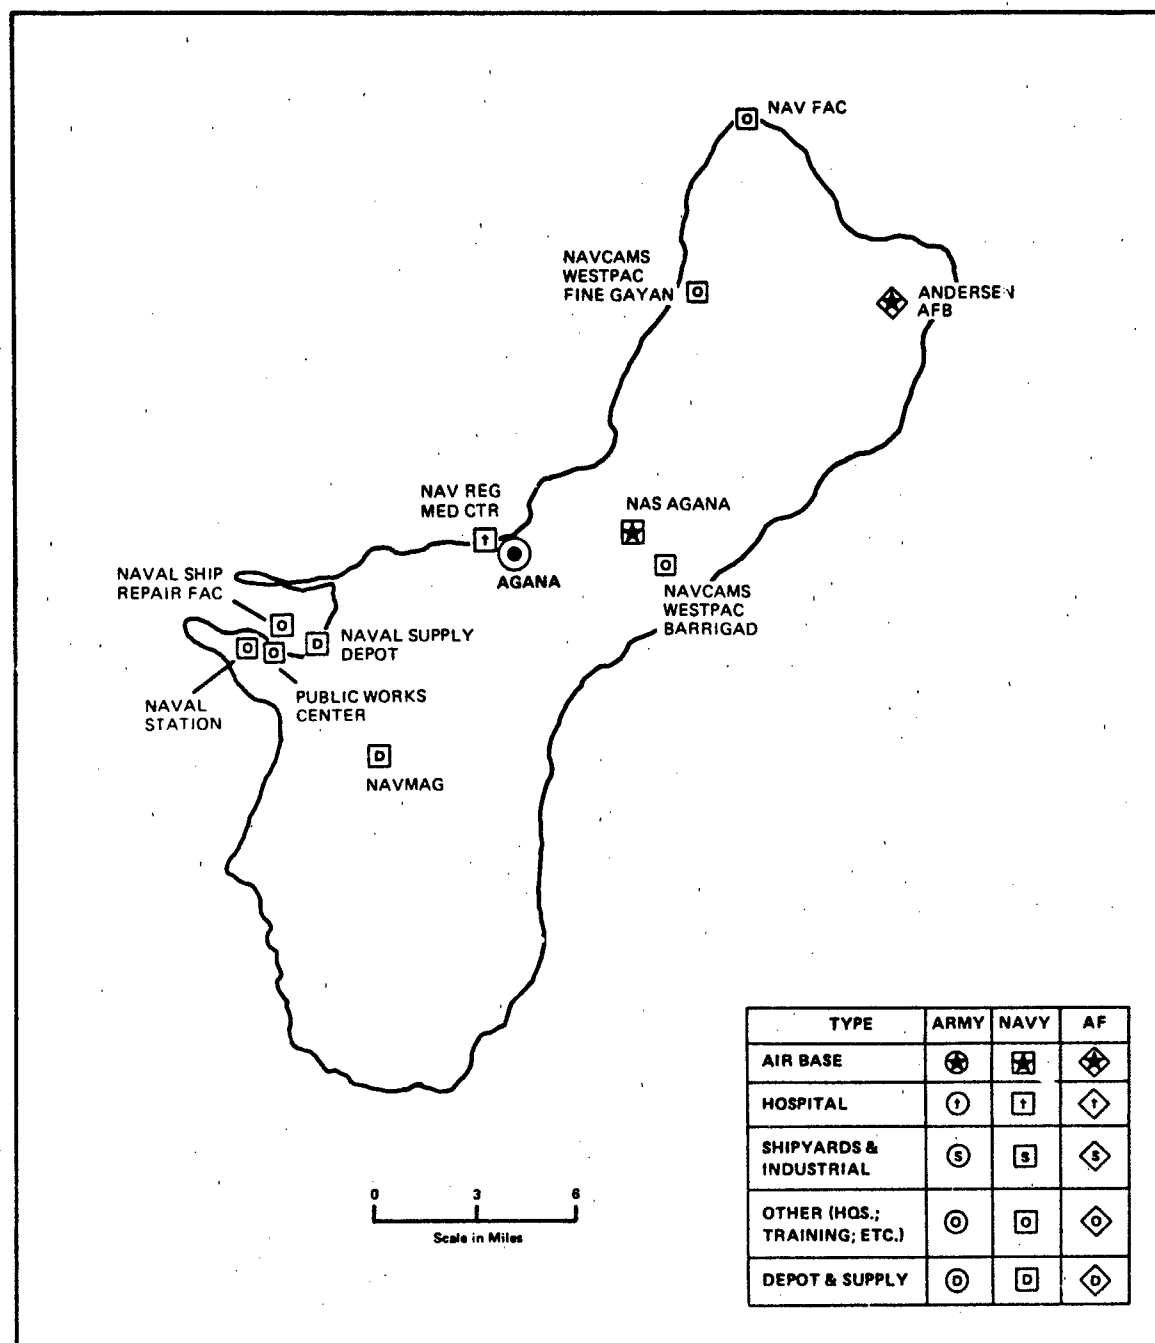 NAV FAC
NAVCAMS
WESTPAC
FINE GAYAN
ANDERSEN
AFB
NAV REG
MED CTR
NAS AGANA
AGANA
NAVAL SHIP
REPAIR FAC
NAVCAMS
WESTPAC
BARRIGAD
NAVAL SUPPLY
DEPOT
NAVAL
STATION
PUBLIC WORKS
CENTER
NAVMAG
O
O
†
O
O
D
O
O
D
0 3 6
Scale in Miles
TYPE ARMY NAVY AF
AIR BASE
HOSPITAL † † †
SHIPYARDS &
INDUSTRIAL S S S
OTHER (HQS.;
TRAINING; ETC.) O O O
DEPOT & SUPPLY D D D